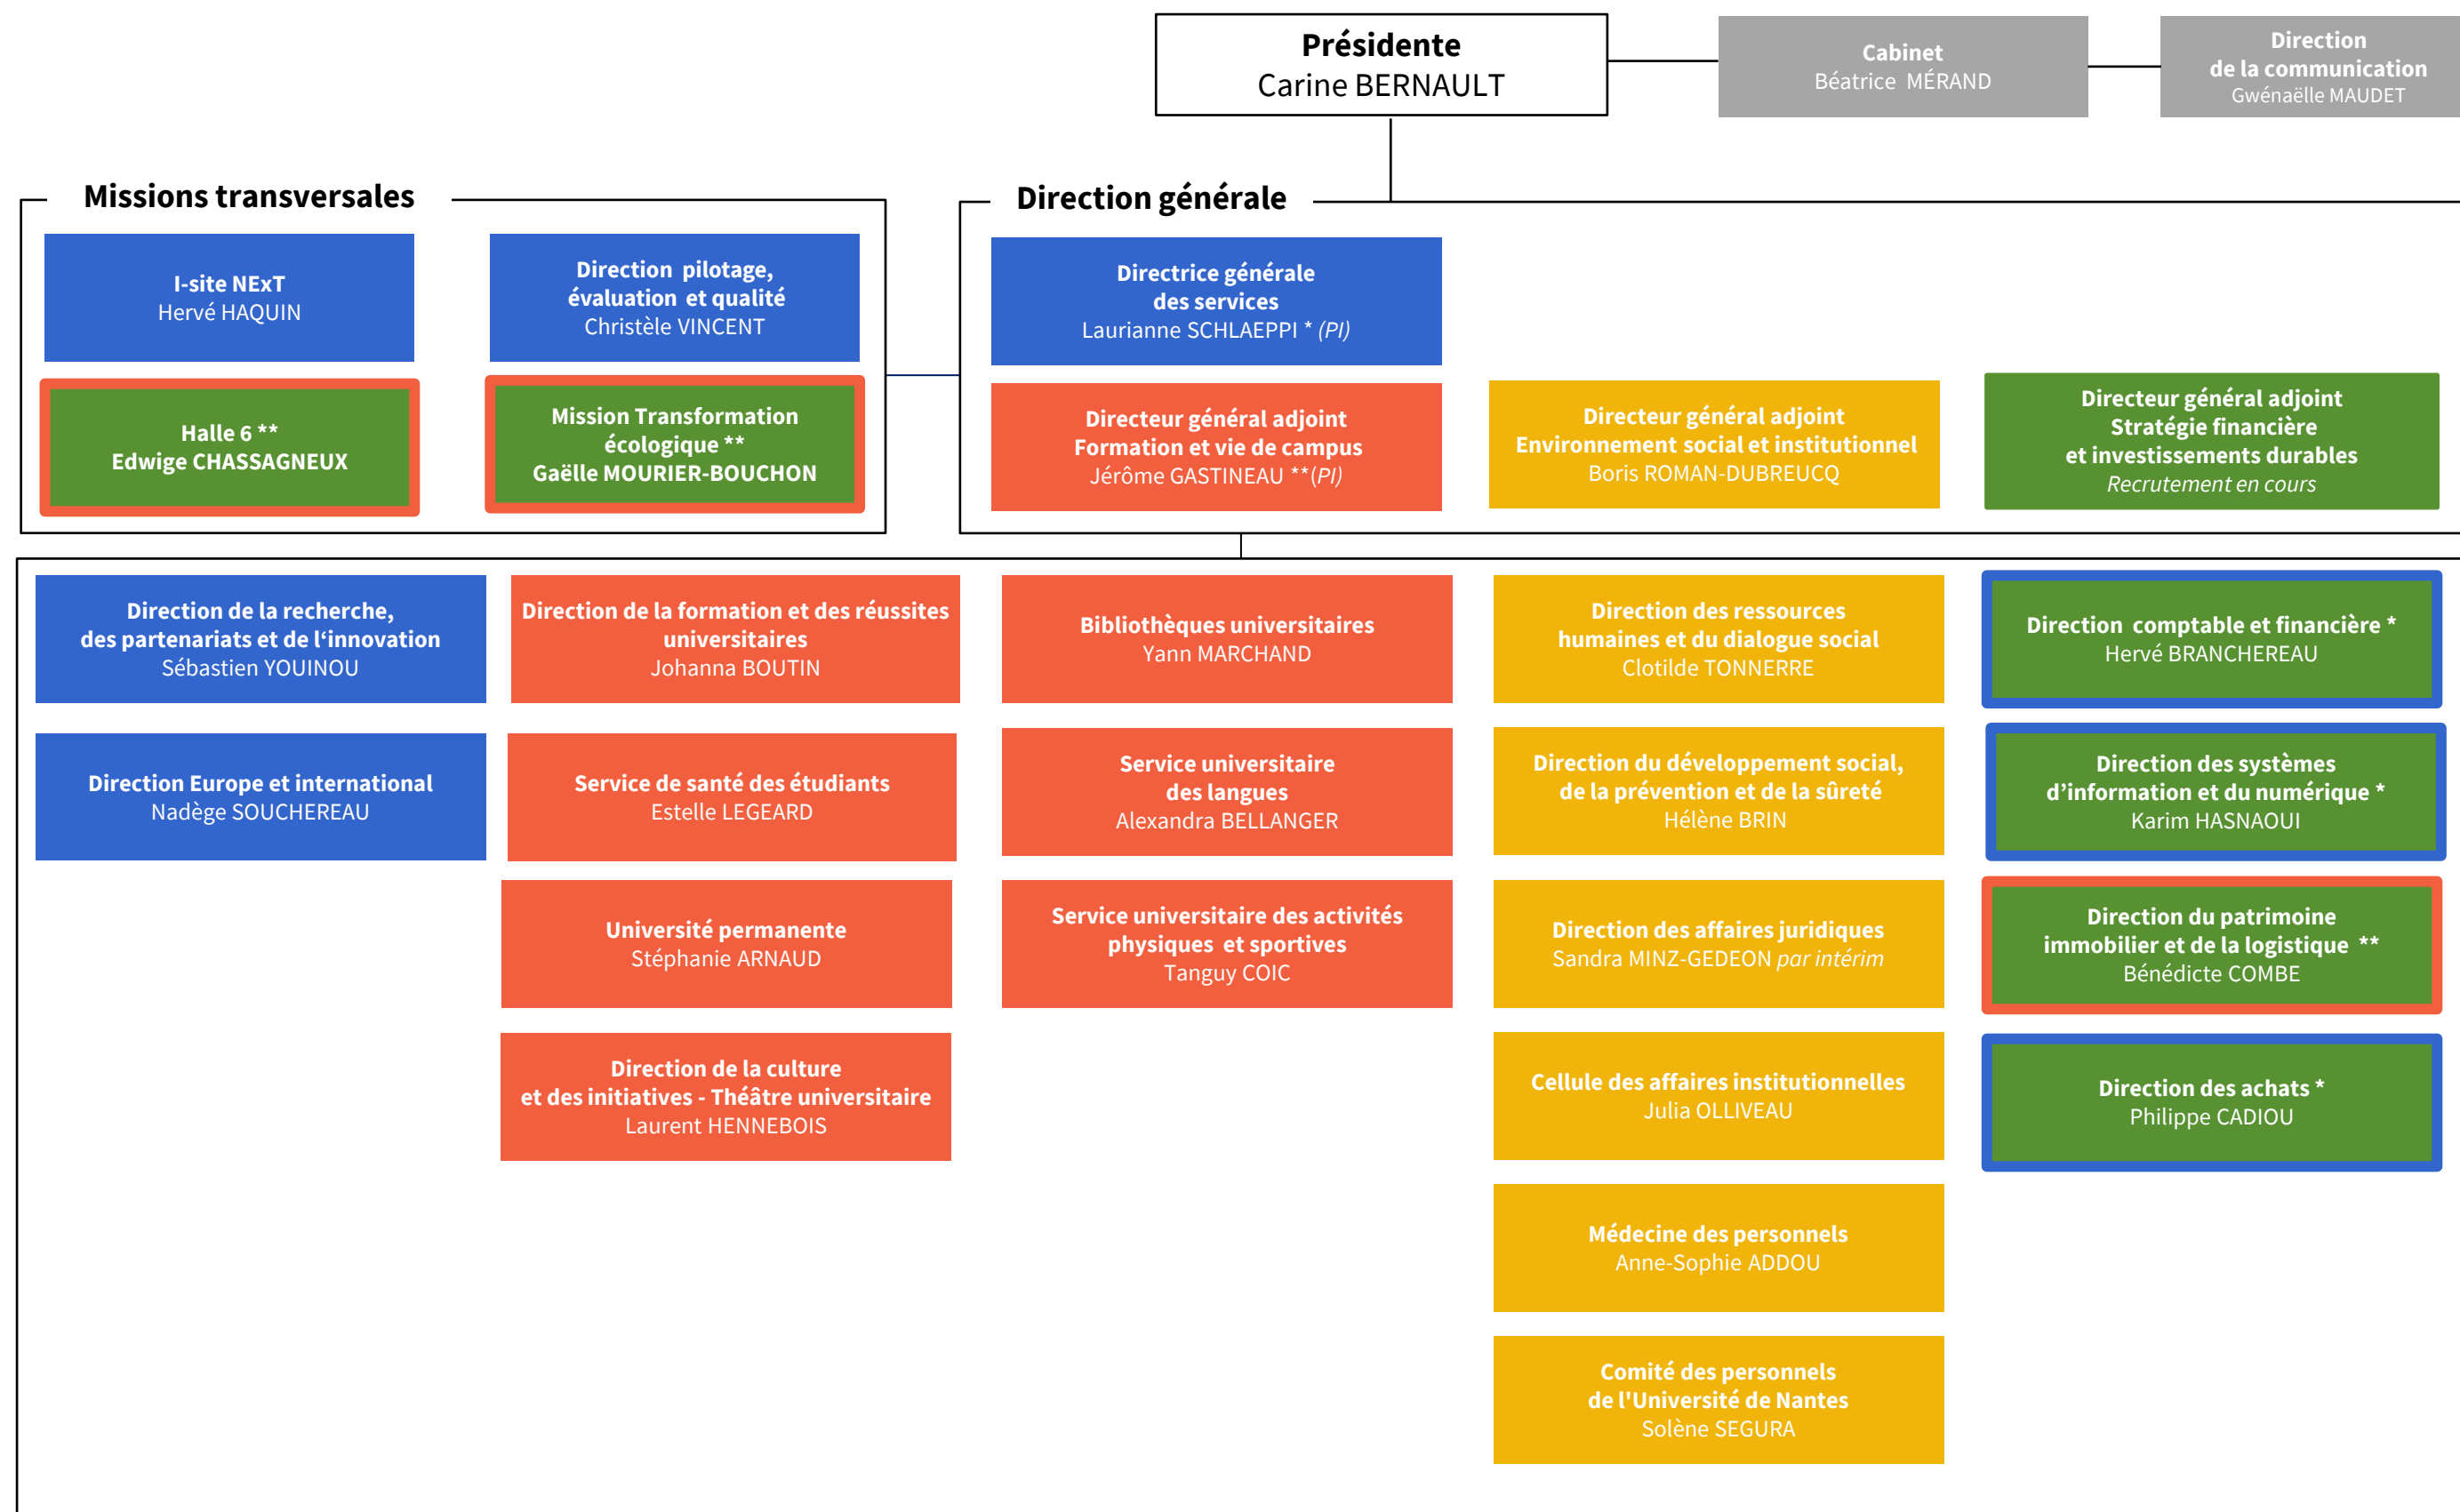 Présidente
Carine BERNAULT
Cabinet
Béatrice MÉRAND
Direction
de la communication
Gwénaëlle MAUDET
Missions transversales
I-site NExT
Hervé HAQUIN
Direction pilotage,
évaluation et qualité
Christèle VINCENT
Halle 6 **
Edwige CHASSAGNEUX
Mission Transformation
écologique **
Gaëlle MOURIER-BOUCHON
Direction générale
Directrice générale
des services
Laurianne SCHLAEPPI * (PI)
Directeur général adjoint
Formation et vie de campus
Jérôme GASTINEAU **(PI)
Directeur général adjoint
Environnement social et institutionnel
Boris ROMAN-DUBREUCQ
Directeur général adjoint
Stratégie financière
et investissements durables
Recrutement en cours
Direction de la recherche,
des partenariats et de l‘innovation
Sébastien YOUINOU
Direction Europe et international
Nadège SOUCHEREAU
Direction de la formation et des réussites
universitaires
Johanna BOUTIN
Service de santé des étudiants
Estelle LEGEARD
Université permanente
Stéphanie ARNAUD
Direction de la culture
et des initiatives - Théâtre universitaire
Laurent HENNEBOIS
Bibliothèques universitaires
Yann MARCHAND
Service universitaire
des langues
Alexandra BELLANGER
Service universitaire des activités
physiques et sportives
Tanguy COIC
Direction des ressources
humaines et du dialogue social
Clotilde TONNERRE
Direction du développement social,
de la prévention et de la sûreté
Hélène BRIN
Direction des affaires juridiques
Sandra MINZ-GEDEON par intérim
Cellule des affaires institutionnelles
Julia OLLIVEAU
Médecine des personnels
Anne-Sophie ADDOU
Comité des personnels
de l'Université de Nantes
Solène SEGURA
Direction comptable et financière *
Hervé BRANCHEREAU
Direction des systèmes
d’information et du numérique *
Karim HASNAOUI
Direction du patrimoine
immobilier et de la logistique **
Bénédicte COMBE
Direction des achats *
Philippe CADIOU